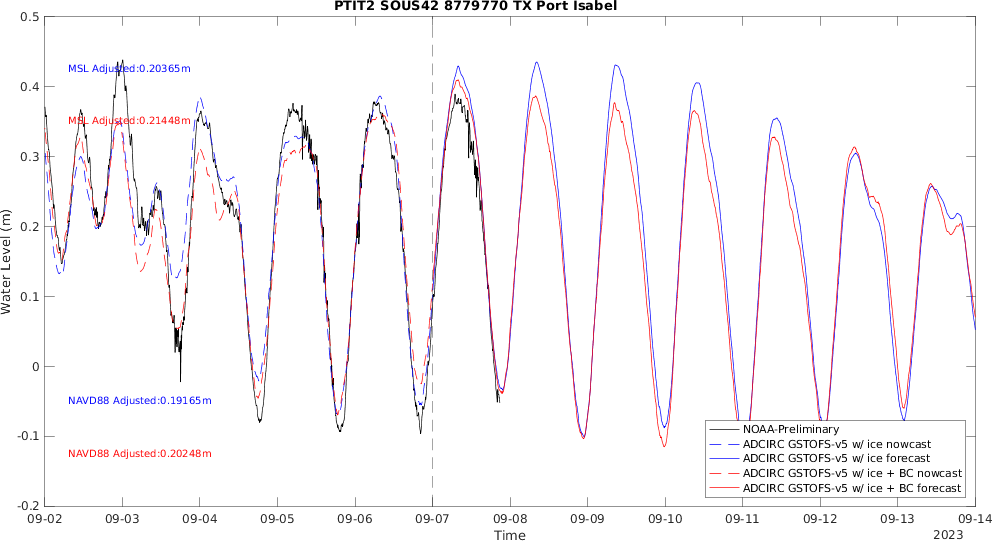 PTIT2 SOUS42 8779770 TX Port Isabel
0.5
0.4
0.3
0.2
0.1
0
-0.1
-0.2
Water Level (m)
MSL Adjusted:0.20365m
MSL Adjusted:0.21448m
NAVD88 Adjusted:0.19165m
NAVD88 Adjusted:0.20248m
NOAA-Preliminary
ADCIRC GSTOFS-v5 w/ ice nowcast
ADCIRC GSTOFS-v5 w/ ice forecast
ADCIRC GSTOFS-v5 w/ ice + BC nowcast
ADCIRC GSTOFS-v5 w/ ice + BC forecast
09-02 09-03 09-04 09-05 09-06 09-07 09-08 09-09 09-10 09-11 09-12 09-13 09-14
Time
2023